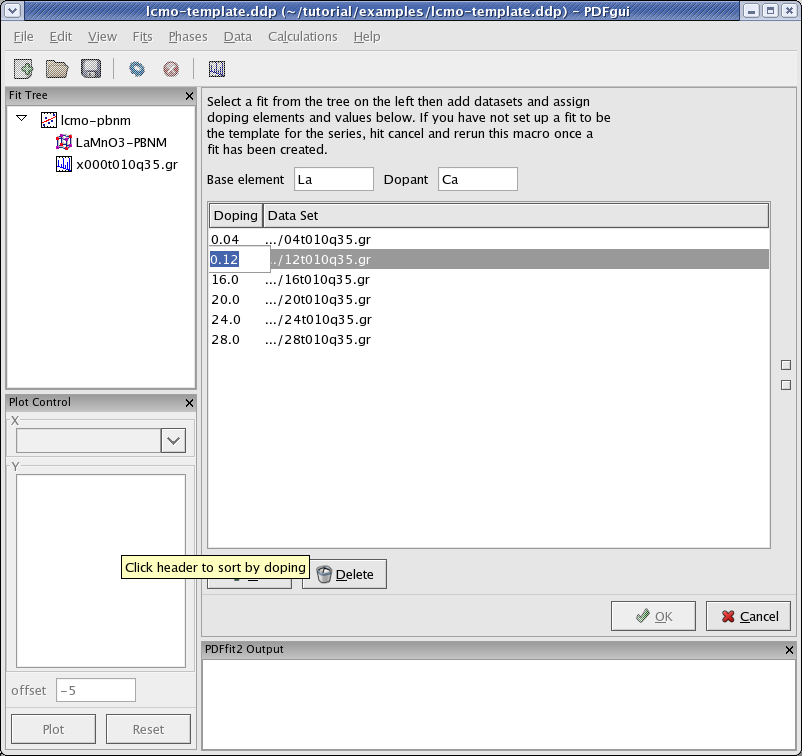 lcmo-template.ddp (~/tutorial/examples/lcmo-template.ddp) - PDFgui
File Edit View Fits Phases Data Calculations Help
Fit Tree
lcmo-pbnm
LaMnO3-PBNM
x000t010q35.gr
Select a fit from the tree on the left then add datasets and assign
doping elements and values below. If you have not set up a fit to be
the template for the series, hit cancel and rerun this macro once a
fit has been created.
Base element La Dopant Ca
Doping Data Set
0.04 .../04t010q35.gr
0.12 ../12t010q35.gr
16.0 .../16t010q35.gr
20.0 .../20t010q35.gr
24.0 .../24t010q35.gr
28.0 .../28t010q35.gr
Plot Control
X
Y
Click header to sort by doping
Delete
OK Cancel
offset -5
Plot Reset
PDFfit2 Output